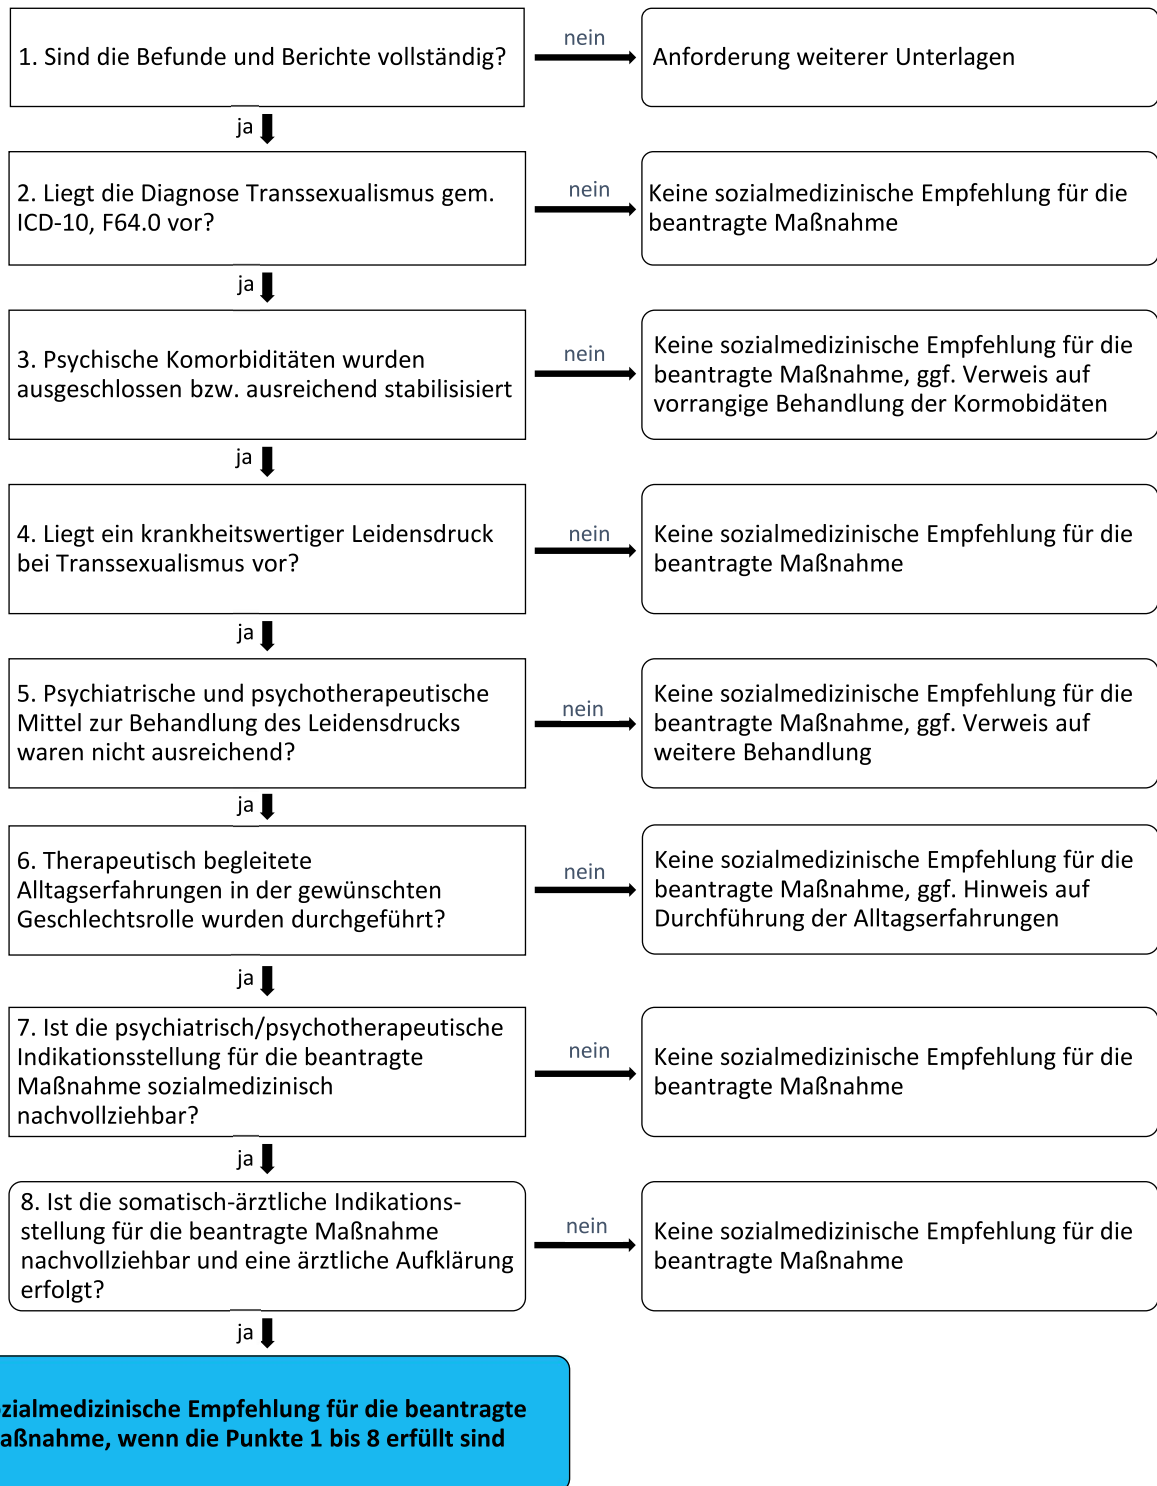 1. Sind die Befunde und Berichte vollständig?
nein
Anforderung weiterer Unterlagen
ja
2. Liegt die Diagnose Transsexualismus gem.
ICD-10, F64.0 vor?
nein
Keine sozialmedizinische Empfehlung für die
beantragte Maßnahme
ja
3. Psychische Komorbiditäten wurden
ausgeschlossen bzw. ausreichend stabilisisiert
nein
Keine sozialmedizinische Empfehlung für die
beantragte Maßnahme, ggf. Verweis auf
vorrangige Behandlung der Kormobidäten
ja
4. Liegt ein krankheitswertiger Leidensdruck
bei Transsexualismus vor?
nein
Keine sozialmedizinische Empfehlung für die
beantragte Maßnahme
ja
5. Psychiatrische und psychotherapeutische
Mittel zur Behandlung des Leidensdrucks
waren nicht ausreichend?
nein
Keine sozialmedizinische Empfehlung für die
beantragte Maßnahme, ggf. Verweis auf
weitere Behandlung
ja
6. Therapeutisch begleitete
Alltagserfahrungen in der gewünschten
Geschlechtsrolle wurden durchgeführt?
nein
Keine sozialmedizinische Empfehlung für die
beantragte Maßnahme, ggf. Hinweis auf
Durchführung der Alltagserfahrungen
ja
7. Ist die psychiatrisch/psychotherapeutische
Indikationsstellung für die beantragte
Maßnahme sozialmedizinisch
nachvollziehbar?
nein
Keine sozialmedizinische Empfehlung für die
beantragte Maßnahme
ja
8. Ist die somatisch-ärztliche Indikations-
stellung für die beantragte Maßnahme
nachvollziehbar und eine ärztliche Aufklärung
erfolgt?
nein
Keine sozialmedizinische Empfehlung für die
beantragte Maßnahme
ja
ozialmedizinische Empfehlung für die beantragte
aßnahme, wenn die Punkte 1 bis 8 erfüllt sind